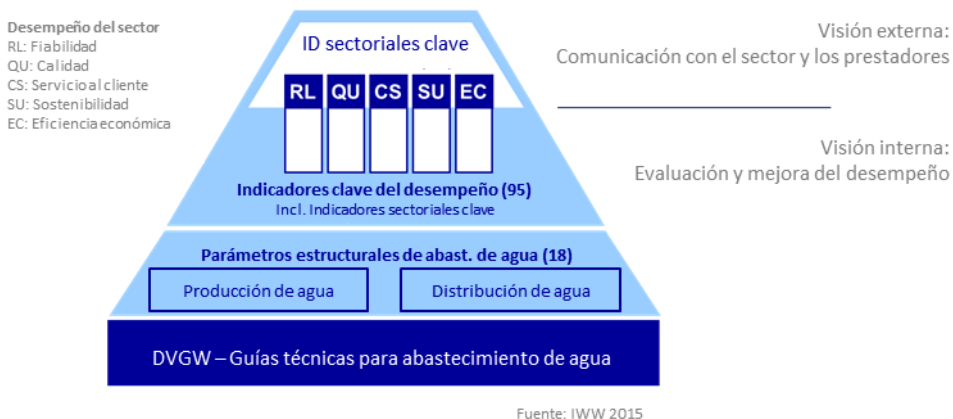 Desempeño del sector
RL: Fiabilidad
QU: Calidad
CS: Servicio al cliente
SU: Sostenibilidad
EC: Eficiencia económica
ID sectoriales clave
RL QU CS SU EC
Indicadores clave del desempeño (95)
Incl. Indicadores sectoriales clave
Parámetros estructurales de abast. de agua (18)
Producción de agua
Distribución de agua
DVGW – Guías técnicas para abastecimiento de agua
Visión externa:
Comunicación con el sector y los prestadores
Visión interna:
Evaluación y mejora del desempeño
Fuente: IWW 2015